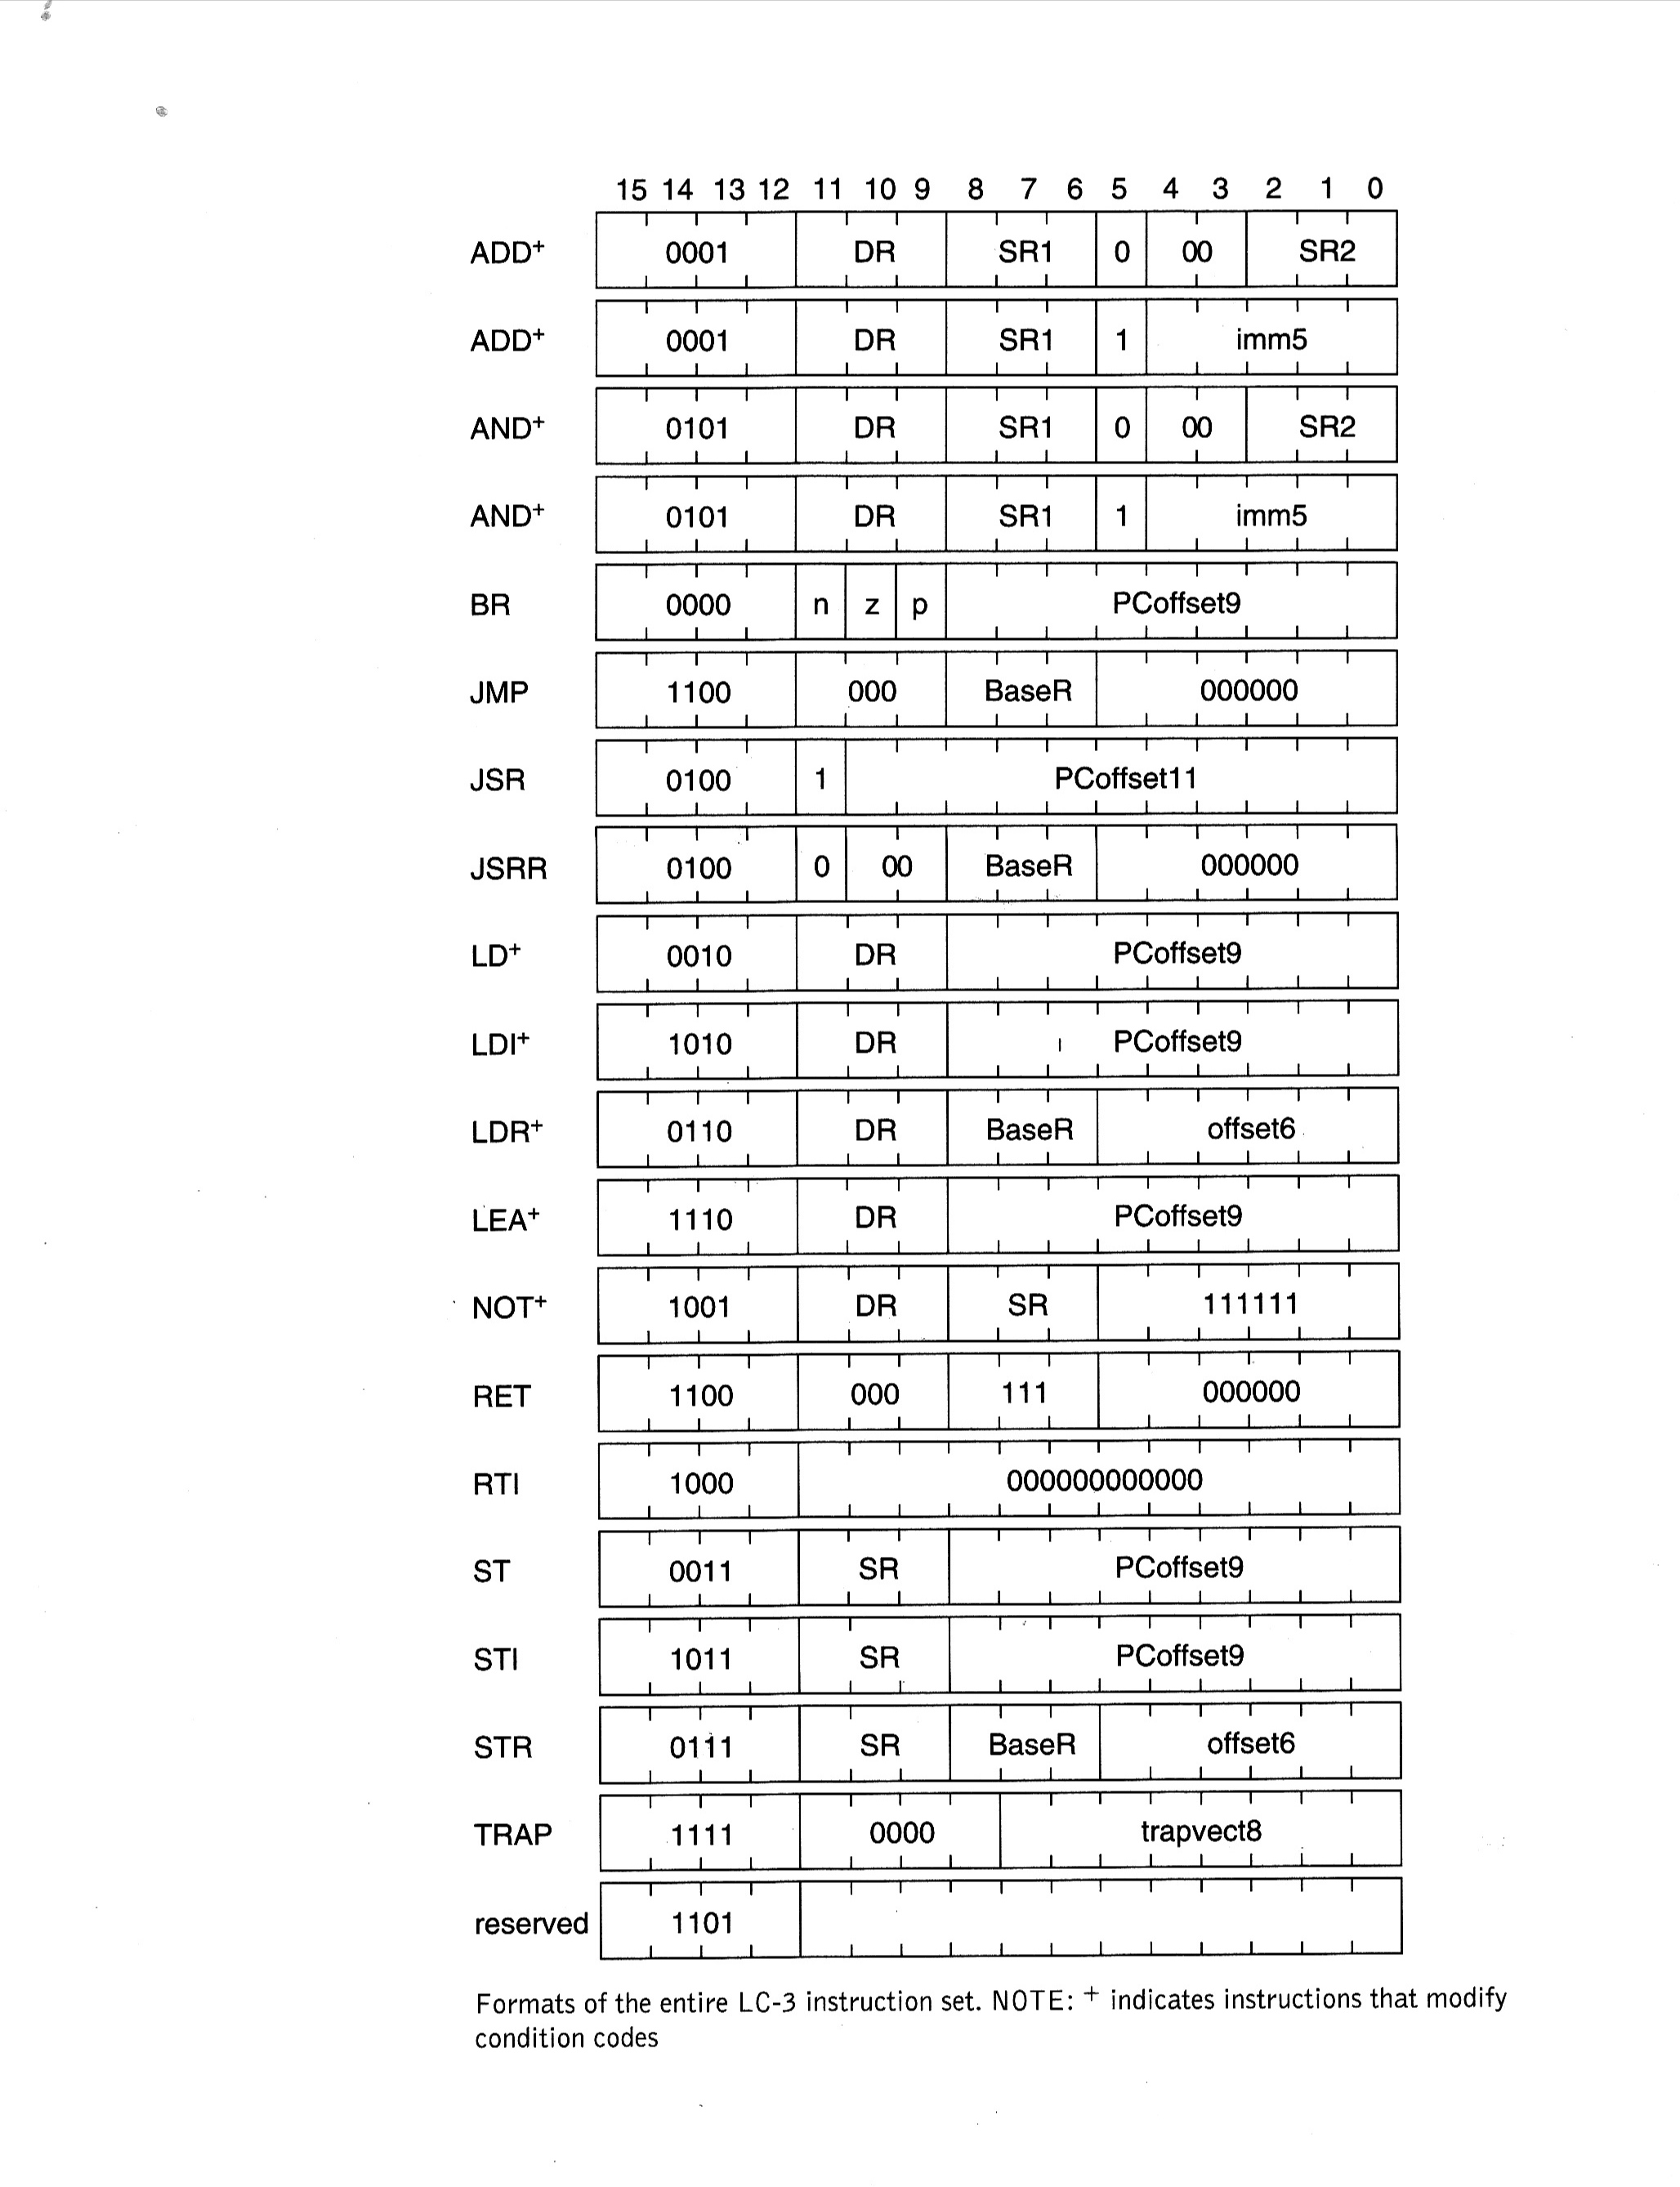 15 14 13 12 11 10 9 8 7 6 5 4 3 2 1 0
ADD+ 0001 DR SR1 0 00 SR2
ADD+ 0001 DR SR1 1 imm5
AND+ 0101 DR SR1 0 00 SR2
AND+ 0101 DR SR1 1 imm5
BR 0000 n z p PCoffset9
JMP 1100 000 BaseR 000000
JSR 0100 1 PCoffset11
JSRR 0100 0 00 BaseR 000000
LD+ 0010 DR PCoffset9
LDI+ 1010 DR PCoffset9
LDR+ 0110 DR BaseR offset6
LEA+ 1110 DR PCoffset9
NOT+ 1001 DR SR 111111
RET 1100 000 111 000000
RTI 1000 000000000000
ST 0011 SR PCoffset9
STI 1011 SR PCoffset9
STR 0111 SR BaseR offset6
TRAP 1111 0000 trapvect8
reserved 1101
Formats of the entire LC-3 instruction set. NOTE: + indicates instructions that modify
condition codes